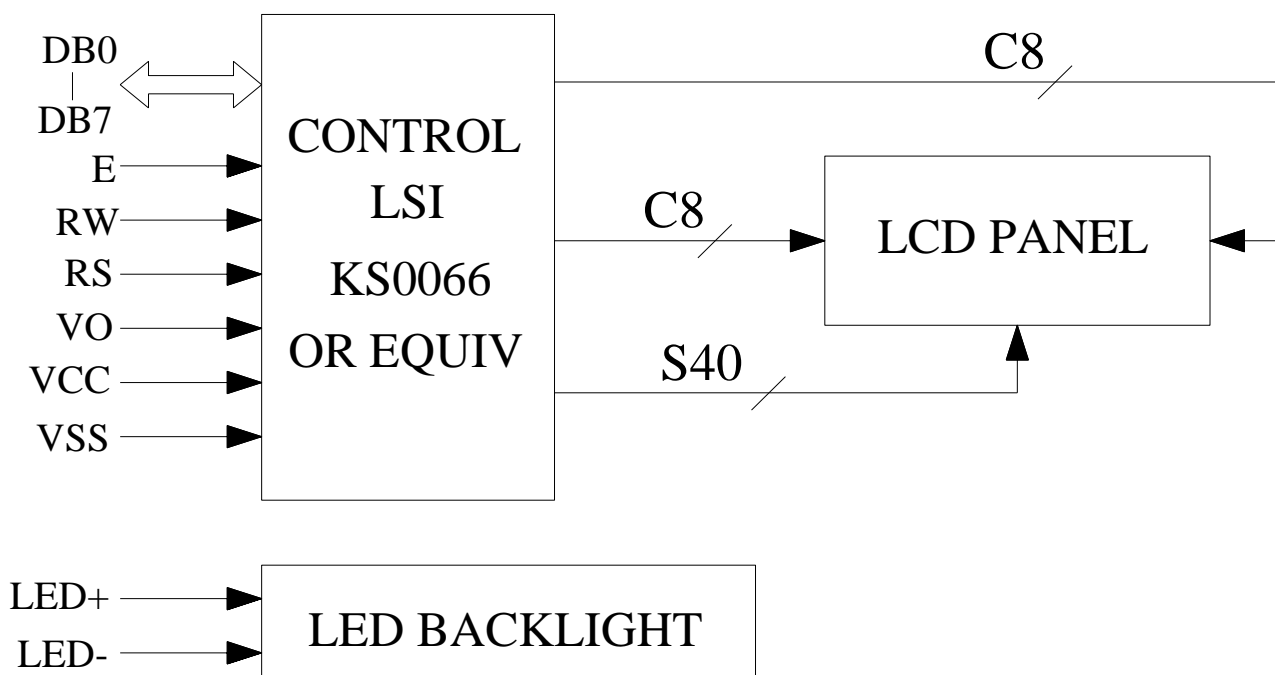 DB0
DB7
E
RW
RS
VO
VCC
VSS
CONTROL
LSI
KS0066
OR EQUIV
C8
C8
S40
LCD PANEL
LED+
LED-
LED BACKLIGHT